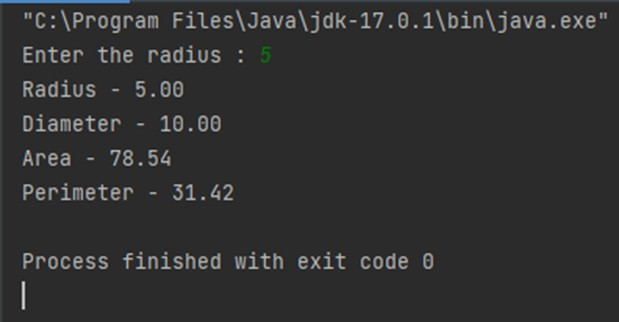 "C:\Program Files\Java\jdk-17.0.1\bin\java.exe"
Enter the radius : 5
Radius - 5.00
Diameter - 10.00
Area - 78.54
Perimeter - 31.42
Process finished with exit code 0